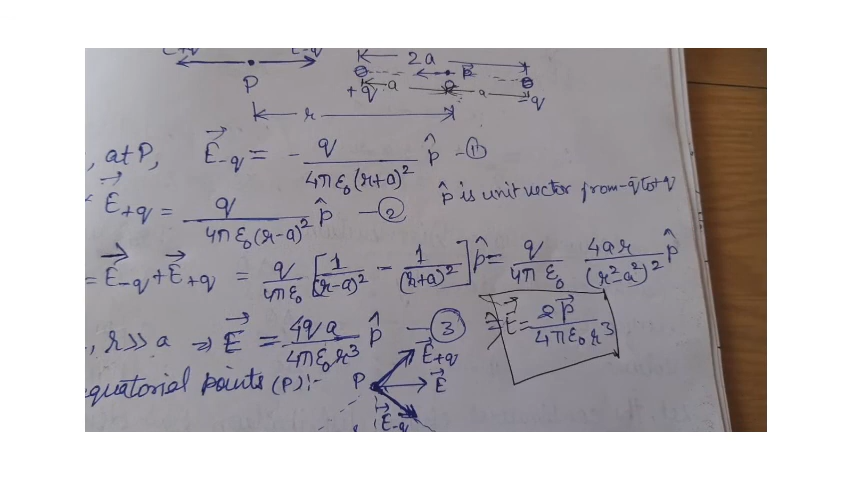 2a
P +q a p⃗ O a -q
r
, at P, E⃗-q = - q / 4πε₀(r+a)² p̂ - ①
E⃗+q = q / 4πε₀(r-a)² p̂ - ②
p̂ is unit vector from -q to +q
= E⃗-q + E⃗+q = q / 4πε₀ [1/(r-a)² - 1/(r+a)²] p̂ = q / 4πε₀ 4ar / (r²-a²)² p̂
, r >> a ⇒ E⃗ = 4qa / 4πε₀r³ p̂ - ③ ⇒ E⃗ = 2p⃗ / 4πε₀r³
equatorial points (P) :-
P E⃗+q
E⃗
E⃗-q